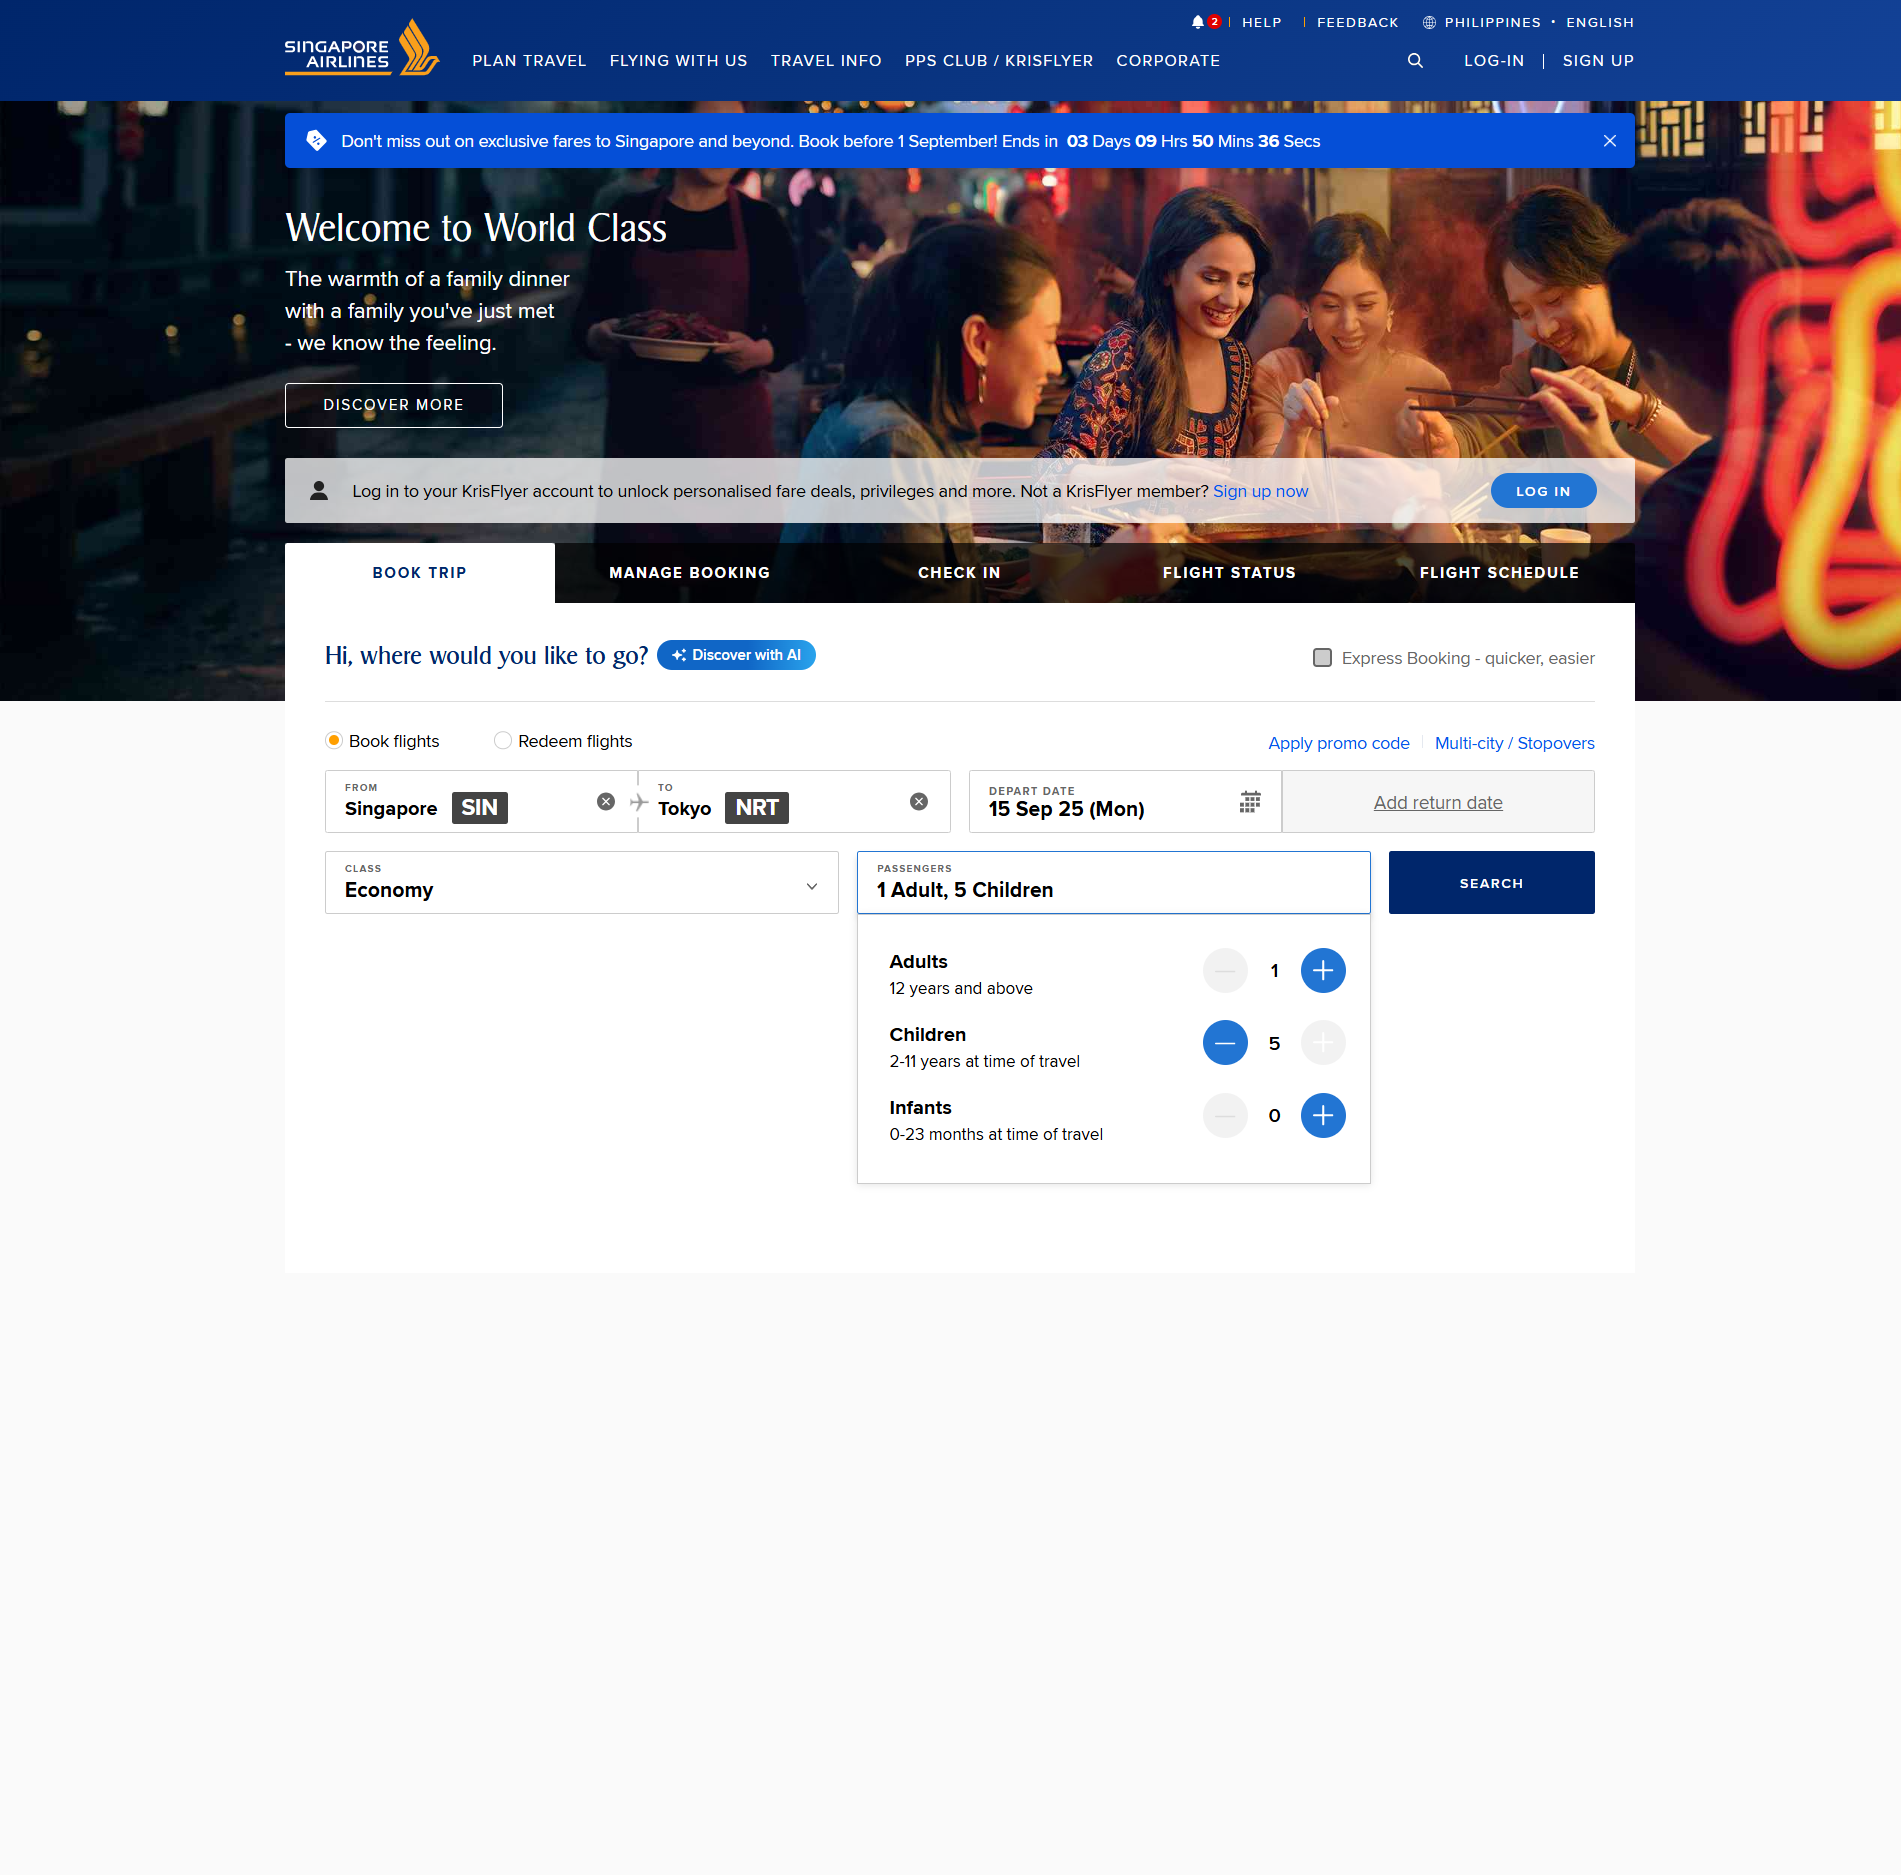 2
HELP
FEEDBACK
PHILIPPINES • ENGLISH
SINGAPORE
AIRLINES
PLAN TRAVEL
FLYING WITH US
TRAVEL INFO
PPS CLUB / KRISFLYER
CORPORATE
LOG-IN
SIGN UP
Don't miss out on exclusive fares to Singapore and beyond. Book before 1 September! Ends in 03 Days 09 Hrs 50 Mins 36 Secs
Welcome to World Class
The warmth of a family dinner
with a family you've just met
- we know the feeling.
DISCOVER MORE
Log in to your KrisFlyer account to unlock personalised fare deals, privileges and more. Not a KrisFlyer member? Sign up now
LOG IN
BOOK TRIP
MANAGE BOOKING
CHECK IN
FLIGHT STATUS
FLIGHT SCHEDULE
Hi, where would you like to go?
Discover with AI
Express Booking - quicker, easier
Book flights
Redeem flights
Apply promo code
Multi-city / Stopovers
FROM
Singapore SIN
TO
Tokyo NRT
DEPART DATE
15 Sep 25 (Mon)
Add return date
CLASS
Economy
PASSENGERS
1 Adult, 5 Children
SEARCH
Adults
12 years and above
1
Children
2-11 years at time of travel
5
Infants
0-23 months at time of travel
0